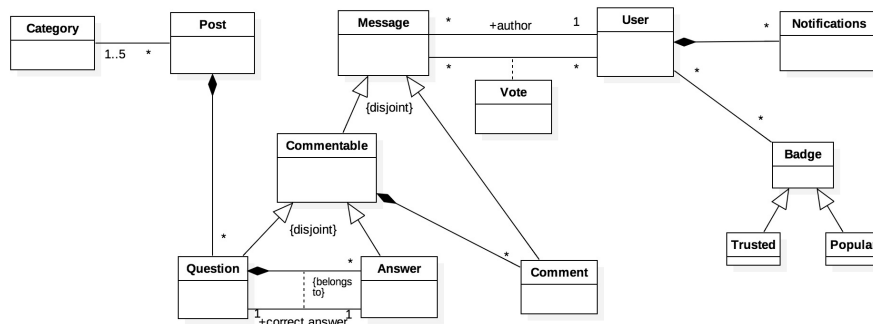 Category
Post
Message
User
Notifications
1..5
*
*
+author
1
*
*
*
*
Vote
{disjoint}
*
*
Commentable
Badge
{disjoint}
*
*
*
Trusted
Popula
Question
Answer
Comment
{belongs
to}
1
1
+correct answer